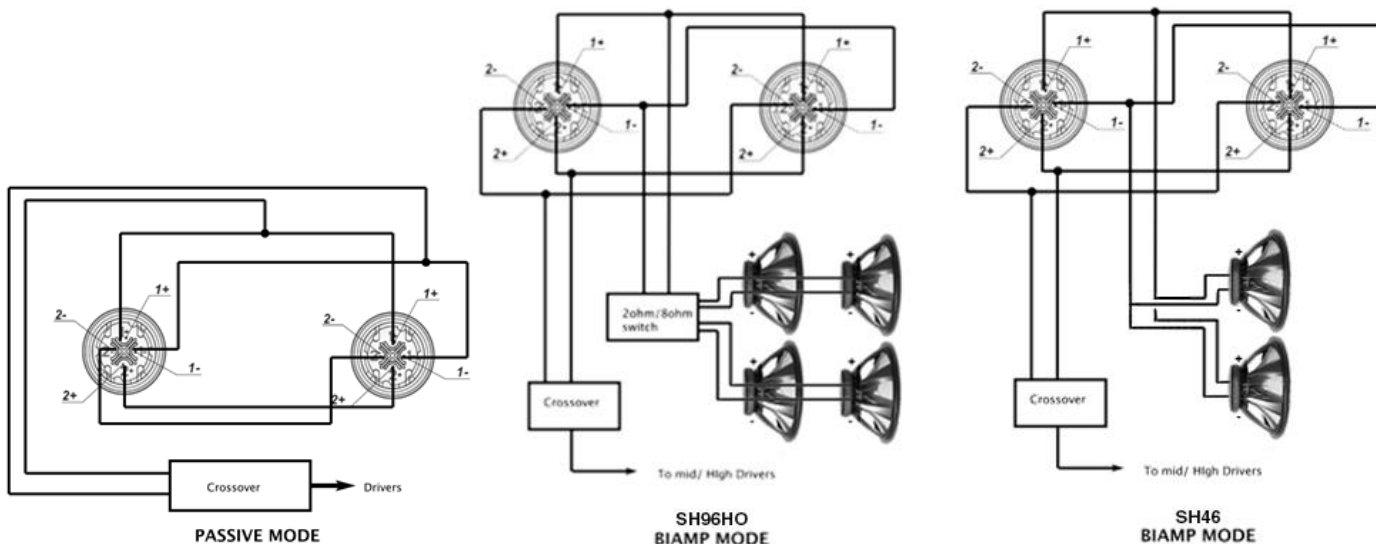 1+
2-
1-
2+
1+
2-
1-
2+
Crossover
Drivers
PASSIVE MODE
1+
2-
1-
2+
1+
2-
1-
2+
2ohm/8ohm
switch
+
-
+
-
+
-
+
-
Crossover
To mid/ HIgh Drivers
SH96HO
BIAMP MODE
1+
2-
1-
2+
1+
2-
1-
2+
+
-
+
-
Crossover
To mid/ HIgh Drivers
SH46
BIAMP MODE